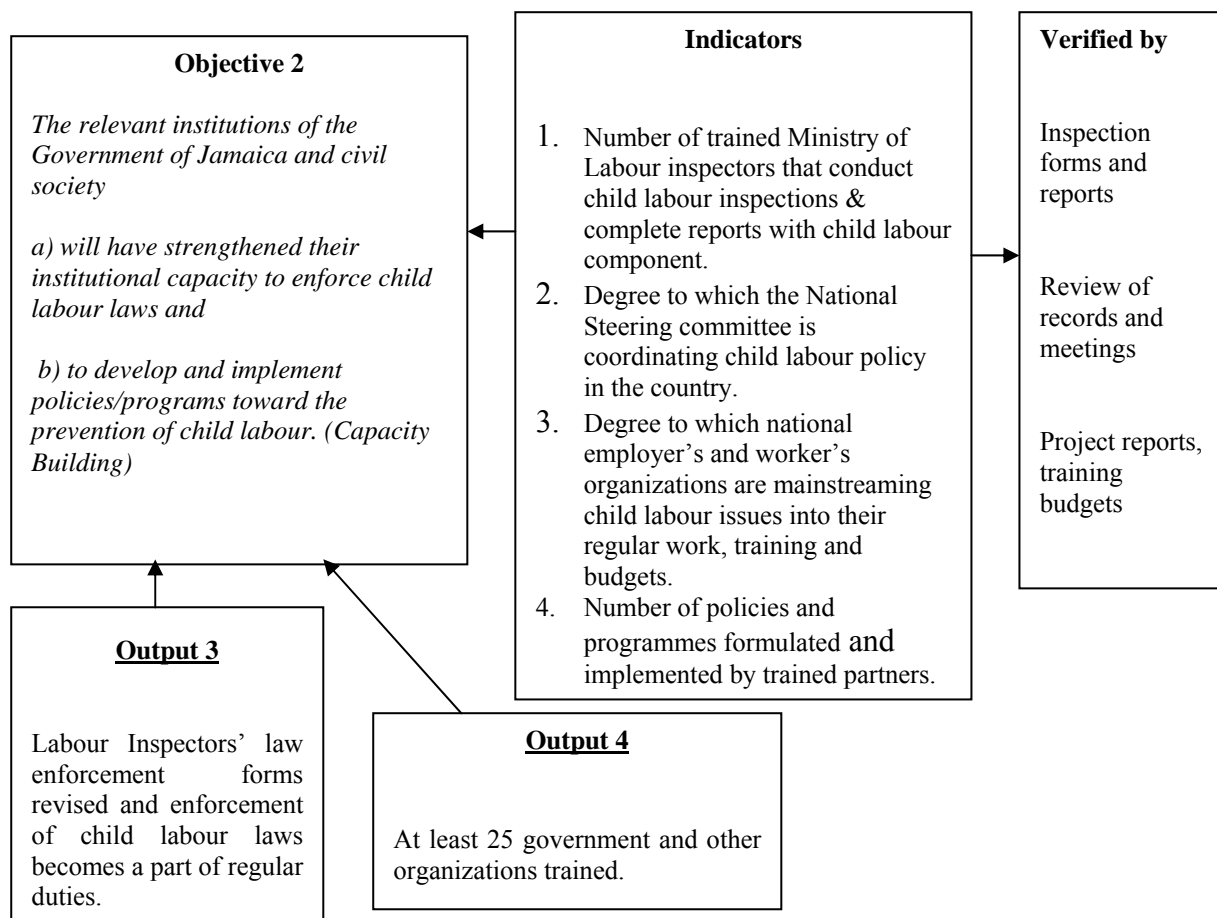 Objective 2
The relevant institutions of the
Government of Jamaica and civil
society
a) will have strengthened their
institutional capacity to enforce child
labour laws and
b) to develop and implement
policies/programs toward the
prevention of child labour. (Capacity
Building)
Indicators
1. Number of trained Ministry of
Labour inspectors that conduct
child labour inspections &
complete reports with child labour
component.
2. Degree to which the National
Steering committee is
coordinating child labour policy
in the country.
3. Degree to which national
employer’s and worker’s
organizations are mainstreaming
child labour issues into their
regular work, training and
budgets.
4. Number of policies and
programmes formulated and
implemented by trained partners.
Verified by
Inspection
forms and
reports
Review of
records and
meetings
Project reports,
training
budgets
Output 3
Labour Inspectors’ law
enforcement forms
revised and enforcement
of child labour laws
becomes a part of regular
duties.
Output 4
At least 25 government and other
organizations trained.